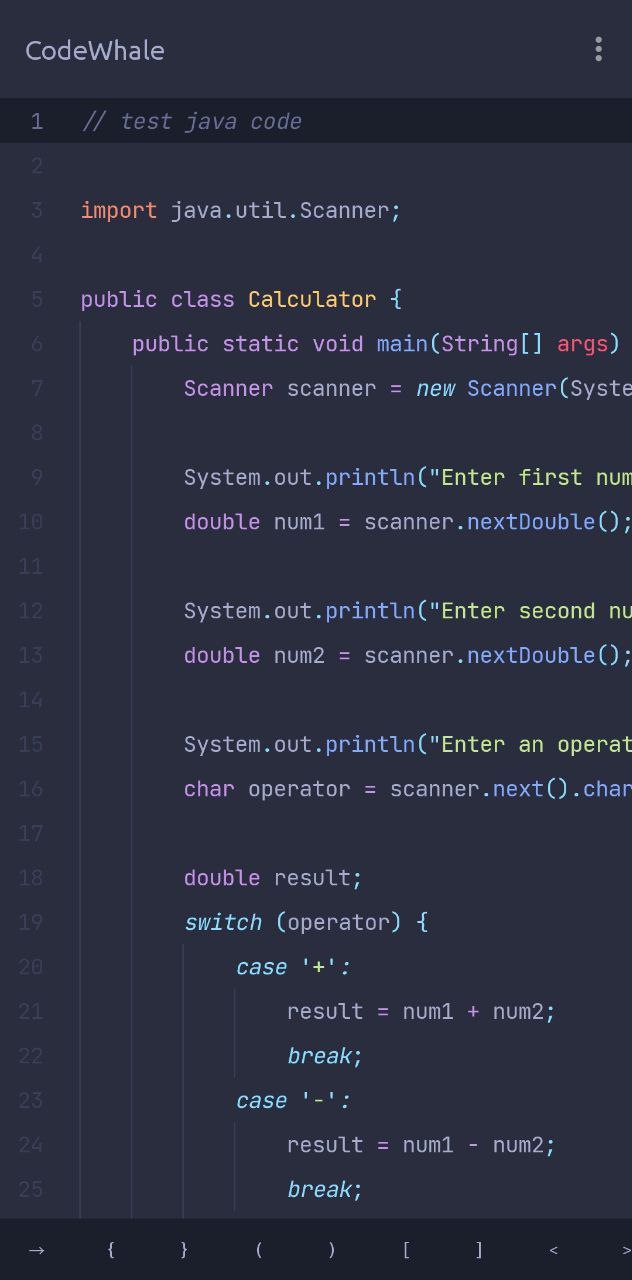 CodeWhale
1 // test java code
2
3 import java.util.Scanner;
4
5 public class Calculator {
6 public static void main(String[] args)
7 Scanner scanner = new Scanner(Syste
8
9 System.out.println("Enter first num
10 double num1 = scanner.nextDouble();
11
12 System.out.println("Enter second nu
13 double num2 = scanner.nextDouble();
14
15 System.out.println("Enter an operat
16 char operator = scanner.next().char
17
18 double result;
19 switch (operator) {
20 case '+':
21 result = num1 + num2;
22 break;
23 case '-':
24 result = num1 - num2;
25 break;
→ { } ( ) [ ] < >